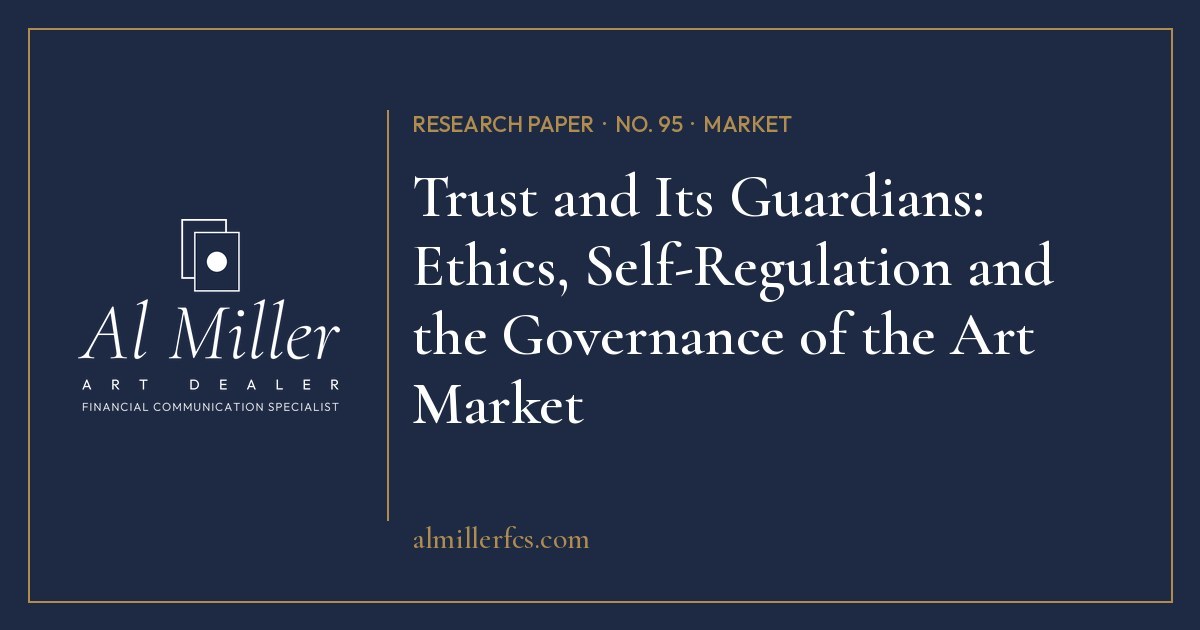 Al Miller
ART DEALER
FINANCIAL COMMUNICATION SPECIALIST
RESEARCH PAPER · NO. 95 · MARKET
Trust and Its Guardians:
Ethics, Self-Regulation and
the Governance of the Art
Market
almillerfcs.com